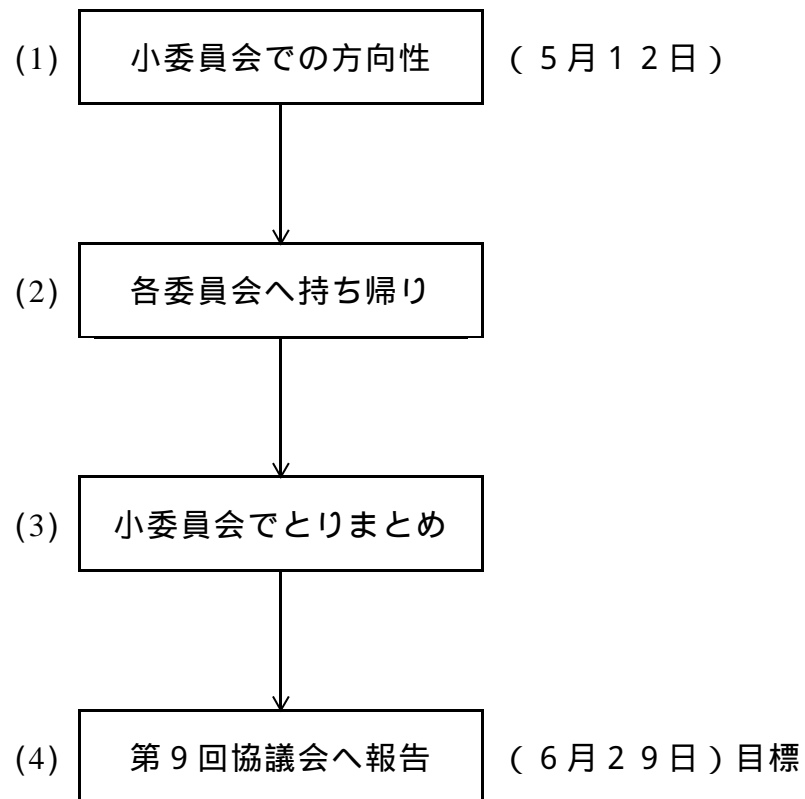 (1) 小委員会での方向性 （５月１２日）
(2) 各委員会へ持ち帰り
(3) 小委員会でとりまとめ
(4) 第９回協議会へ報告 （６月２９日）目標